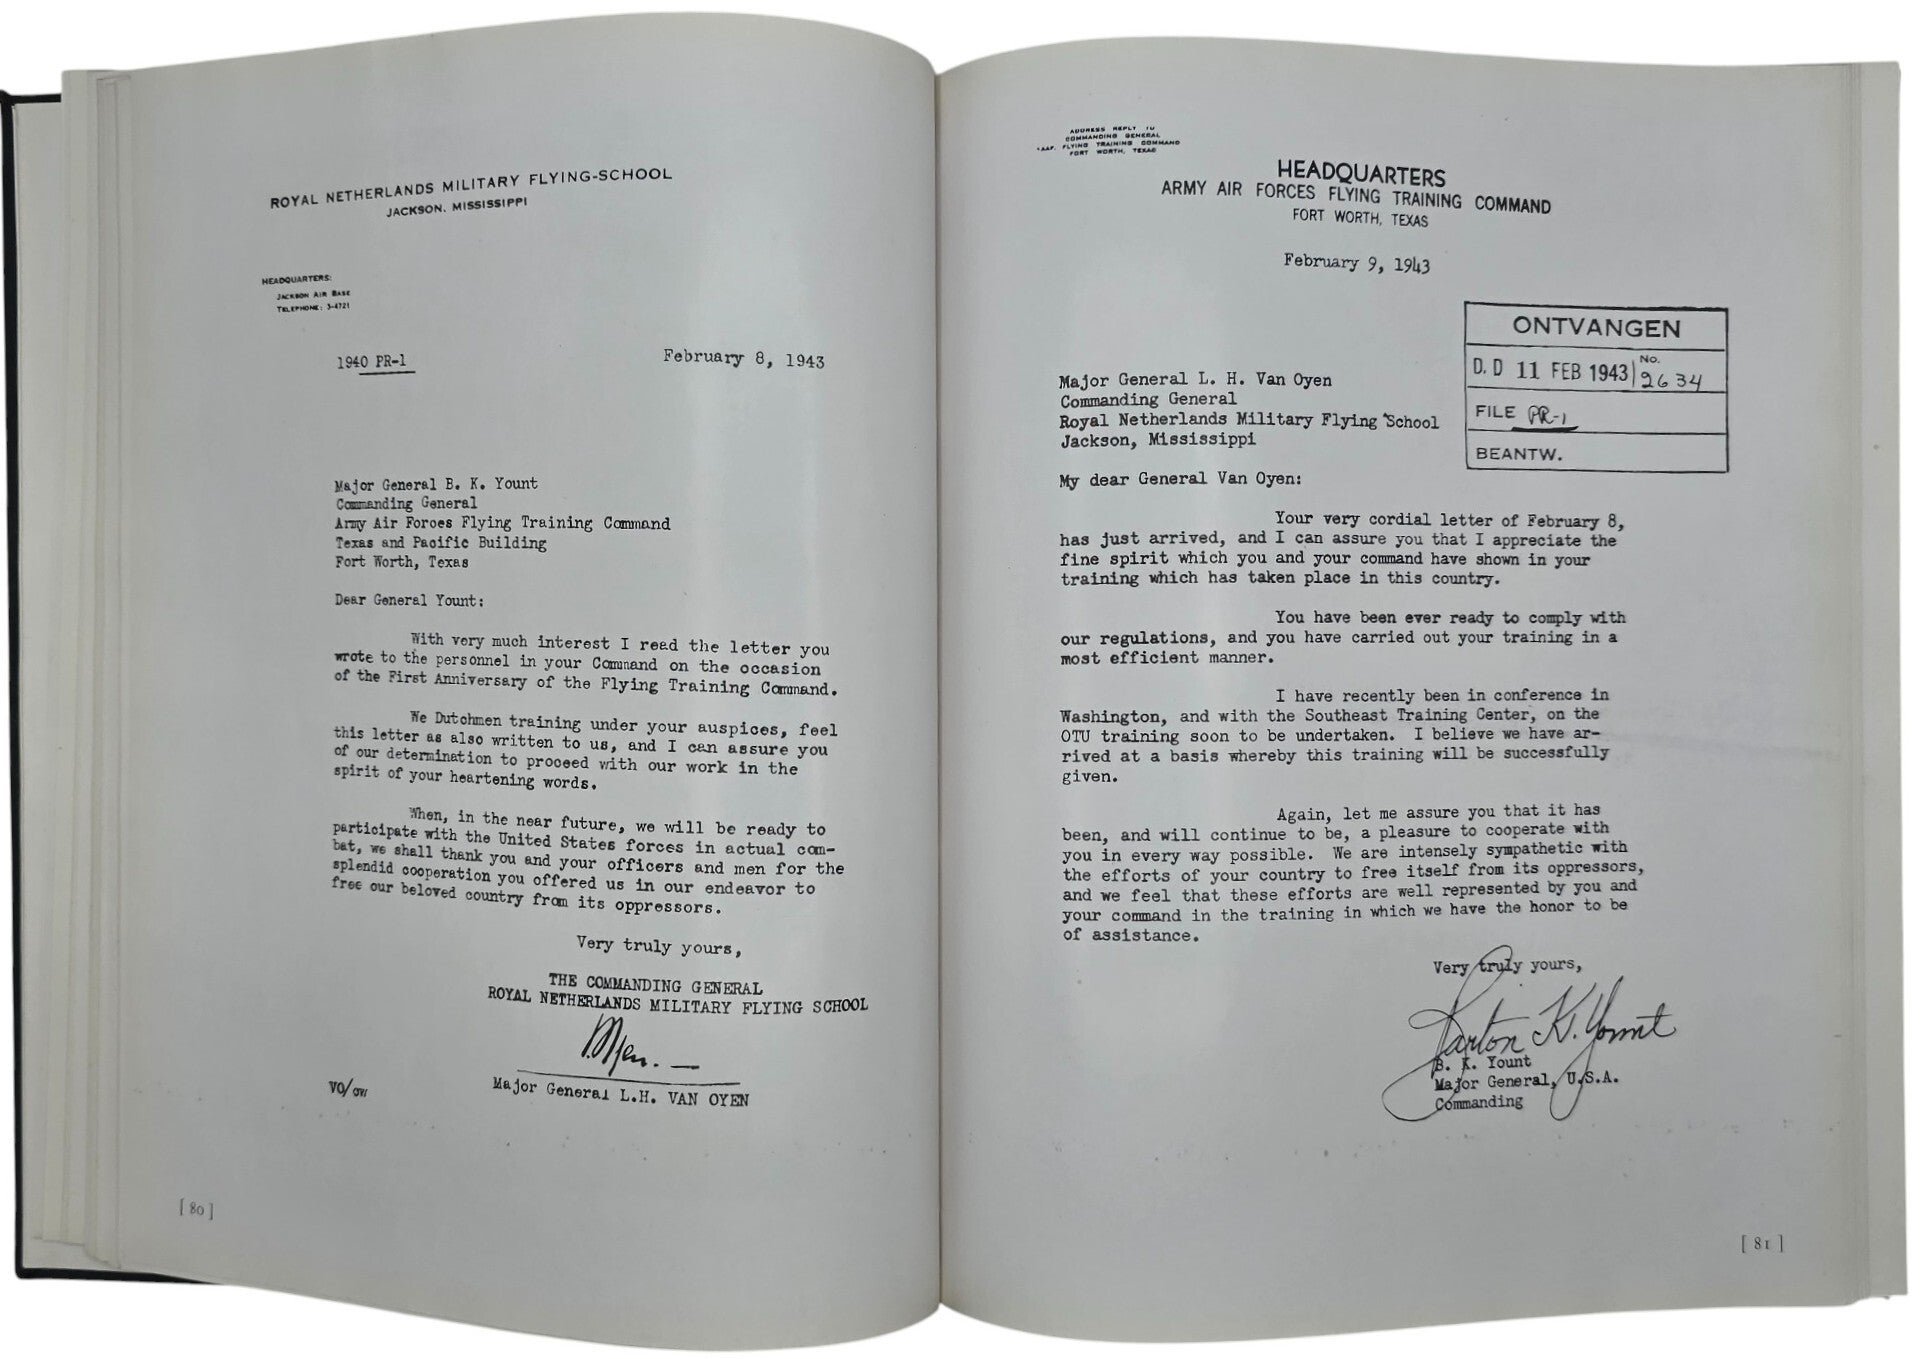 ROYAL NETHERLANDS MILITARY FLYING-SCHOOL
JACKSON, MISSISSIPPI
HEADQUARTERS:
JACKSON AIR BASE
TELEPHONE: 3-4721
1940 PR-1
February 8, 1943
Major General B. K. Yount
Commanding General
Army Air Forces Flying Training Command
Texas and Pacific Building
Fort Worth, Texas
Dear General Yount:
With very much interest I read the letter you
wrote to the personnel in your Command on the occasion
of the First Anniversary of the Flying Training Command.
We Dutchmen training under your auspices, feel
this letter as also written to us, and I can assure you
of our determination to proceed with our work in the
spirit of your heartening words.
When, in the near future, we will be ready to
participate with the United States forces in actual com-
bat, we shall thank you and your officers and men for the
splendid cooperation you offered us in our endeavor to
free our beloved country from its oppressors.
Very truly yours,
THE COMMANDING GENERAL
ROYAL NETHERLANDS MILITARY FLYING SCHOOL
Major General L.H. VAN OYEN
VO/ow
[ 80 ]
ADDRESS REPLY TO
COMMANDING GENERAL
AAF. FLYING TRAINING COMMAND
FORT WORTH, TEXAS
HEADQUARTERS
ARMY AIR FORCES FLYING TRAINING COMMAND
FORT WORTH, TEXAS
February 9, 1943
ONTVANGEN
D. D 11 FEB 1943 No. 2634
FILE PR-1
BEANTW.
Major General L. H. Van Oyen
Commanding General
Royal Netherlands Military Flying School
Jackson, Mississippi
My dear General Van Oyen:
Your very cordial letter of February 8,
has just arrived, and I can assure you that I appreciate the
fine spirit which you and your command have shown in your
training which has taken place in this country.
You have been ever ready to comply with
our regulations, and you have carried out your training in a
most efficient manner.
I have recently been in conference in
Washington, and with the Southeast Training Center, on the
OTU training soon to be undertaken. I believe we have ar-
rived at a basis whereby this training will be successfully
given.
Again, let me assure you that it has
been, and will continue to be, a pleasure to cooperate with
you in every way possible. We are intensely sympathetic with
the efforts of your country to free itself from its oppressors,
and we feel that these efforts are well represented by you and
your command in the training in which we have the honor to be
of assistance.
Very truly yours,
Barton K. Yount
B. K. Yount
Major General, U.S.A.
Commanding
[ 81 ]